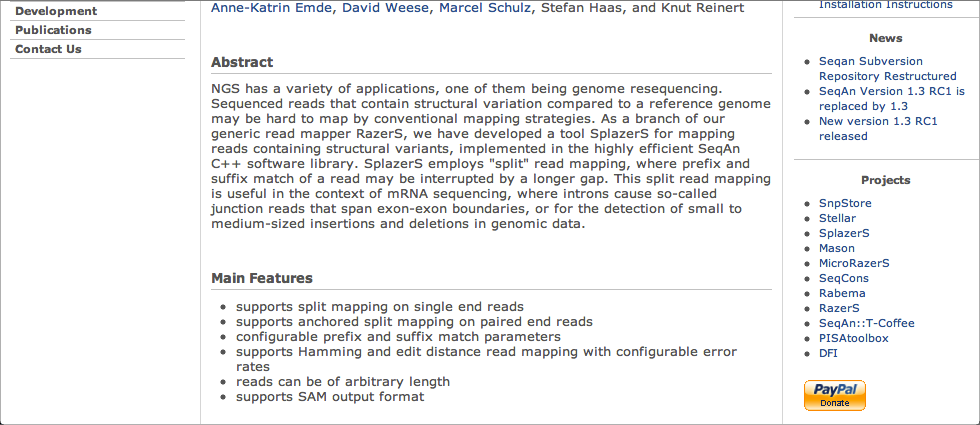 Development
Publications
Contact Us
Anne-Katrin Emde, David Weese, Marcel Schulz, Stefan Haas, and Knut Reinert
Abstract
NGS has a variety of applications, one of them being genome resequencing.
Sequenced reads that contain structural variation compared to a reference genome
may be hard to map by conventional mapping strategies. As a branch of our
generic read mapper RazerS, we have developed a tool SplazerS for mapping
reads containing structural variants, implemented in the highly efficient SeqAn
C++ software library. SplazerS employs "split" read mapping, where prefix and
suffix match of a read may be interrupted by a longer gap. This split read mapping
is useful in the context of mRNA sequencing, where introns cause so-called
junction reads that span exon-exon boundaries, or for the detection of small to
medium-sized insertions and deletions in genomic data.
Main Features
supports split mapping on single end reads
supports anchored split mapping on paired end reads
configurable prefix and suffix match parameters
supports Hamming and edit distance read mapping with configurable error
rates
reads can be of arbitrary length
supports SAM output format
Installation Instructions
News
Seqan Subversion
Repository Restructured
SeqAn Version 1.3 RC1 is
replaced by 1.3
New version 1.3 RC1
released
Projects
SnpStore
Stellar
SplazerS
Mason
MicroRazerS
SeqCons
Rabema
RazerS
SeqAn::T-Coffee
PISAtoolbox
DFI
PayPal
Donate